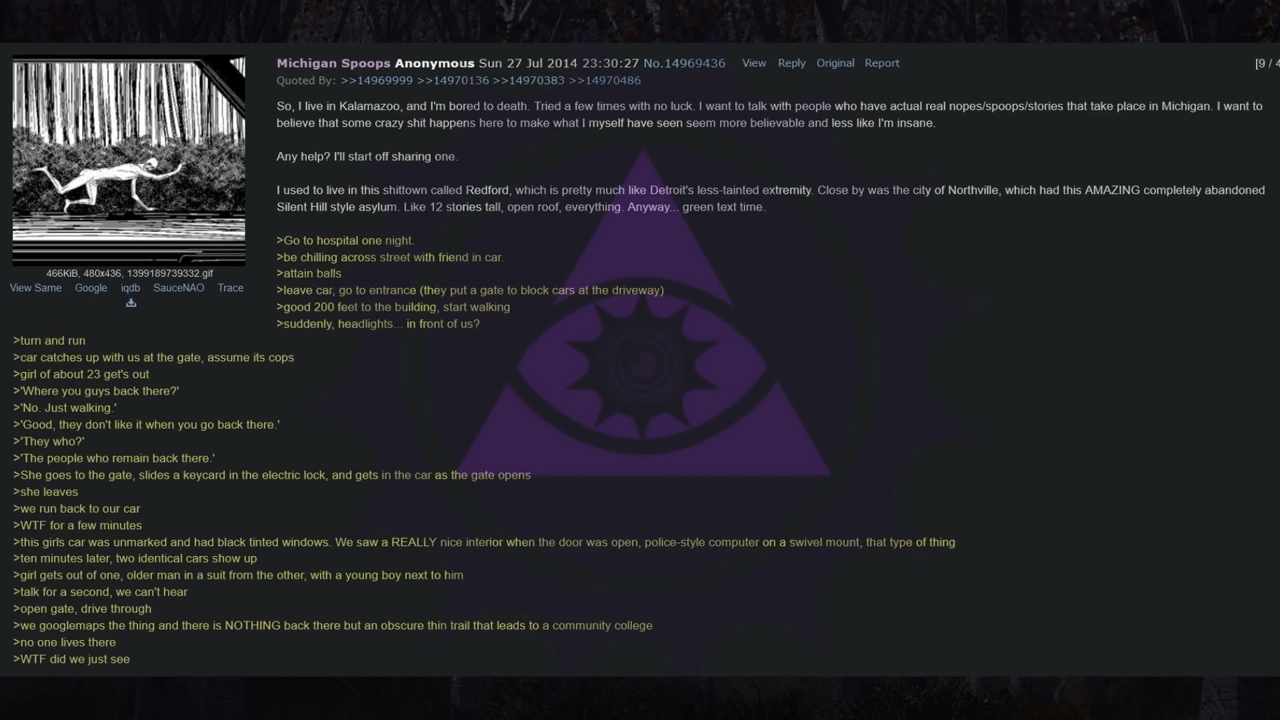 Michigan Spoops Anonymous Sun 27 Jul 2014 23:30:27 No.14969436 View Reply Original Report [9 / 4
Quoted By: >>14969999 >>14970136 >>14970383 >>14970486
So, I live in Kalamazoo, and I'm bored to death. Tried a few times with no luck. I want to talk with people who have actual real nopes/spoops/stories that take place in Michigan. I want to
believe that some crazy shit happens here to make what I myself have seen seem more believable and less like I'm insane.
Any help? I'll start off sharing one.
I used to live in this shittown called Redford, which is pretty much like Detroit's less-tainted extremity. Close by was the city of Northville, which had this AMAZING completely abandoned
Silent Hill style asylum. Like 12 stories tall, open roof, everything. Anyway... green text time.
466KiB, 480x436, 1399189739332.gif
View Same Google iqdb SauceNAO Trace
>Go to hospital one night.
>be chilling across street with friend in car.
>attain balls
>leave car, go to entrance (they put a gate to block cars at the driveway)
>good 200 feet to the building, start walking
>suddenly, headlights... in front of us?
>turn and run
>car catches up with us at the gate, assume its cops
>girl of about 23 get's out
>'Where you guys back there?'
>'No. Just walking.'
>'Good, they don't like it when you go back there.'
>'They who?'
>'The people who remain back there.'
>She goes to the gate, slides a keycard in the electric lock, and gets in the car as the gate opens
>she leaves
>we run back to our car
>WTF for a few minutes
>this girls car was unmarked and had black tinted windows. We saw a REALLY nice interior when the door was open, police-style computer on a swivel mount, that type of thing
>ten minutes later, two identical cars show up
>girl gets out of one, older man in a suit from the other, with a young boy next to him
>talk for a second, we can't hear
>open gate, drive through
>we googlemaps the thing and there is NOTHING back there but an obscure thin trail that leads to a community college
>no one lives there
>WTF did we just see